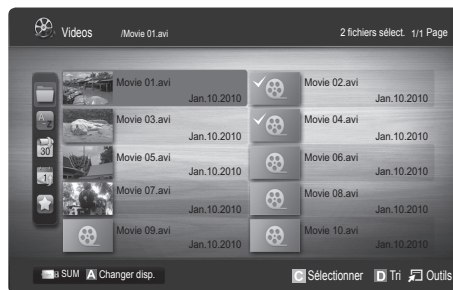 Videos /Movie 01.avi 2 fichiers sélect. 1/1 Page
Movie 01.avi Movie 02.avi
Jan.10.2010 Jan.10.2010
Movie 03.avi Movie 04.avi
Jan.10.2010 Jan.10.2010
Movie 05.avi Movie 06.avi
Jan.10.2010 Jan.10.2010
Movie 07.avi Movie 08.avi
Jan.10.2010 Jan.10.2010
Movie 09.avi Movie 10.avi
Jan.10.2010 Jan.10.2010
SUM A Changer disp. C Sélectionner D Tri Outils